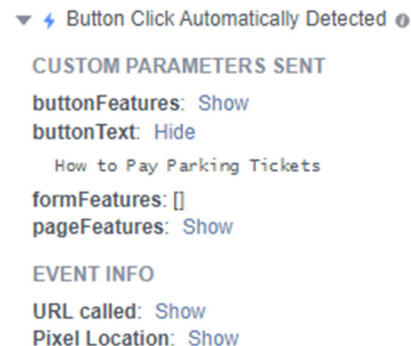 Button Click Automatically Detected
CUSTOM PARAMETERS SENT
buttonFeatures: Show
buttonText: Hide
How to Pay Parking Tickets
formFeatures: []
pageFeatures: Show
EVENT INFO
URL called: Show
Pixel Location: Show